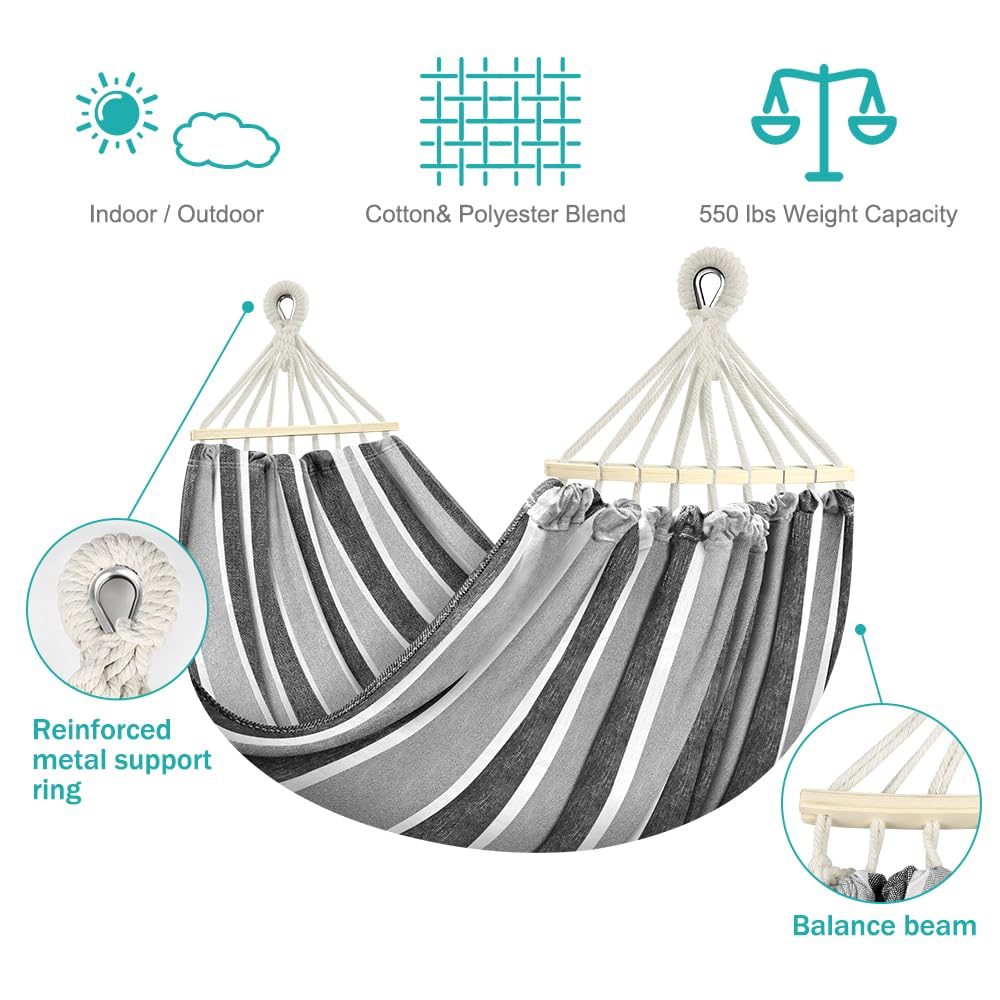 Indoor / Outdoor
Cotton& Polyester Blend
550 lbs Weight Capacity
Reinforced
metal support
ring
Balance beam